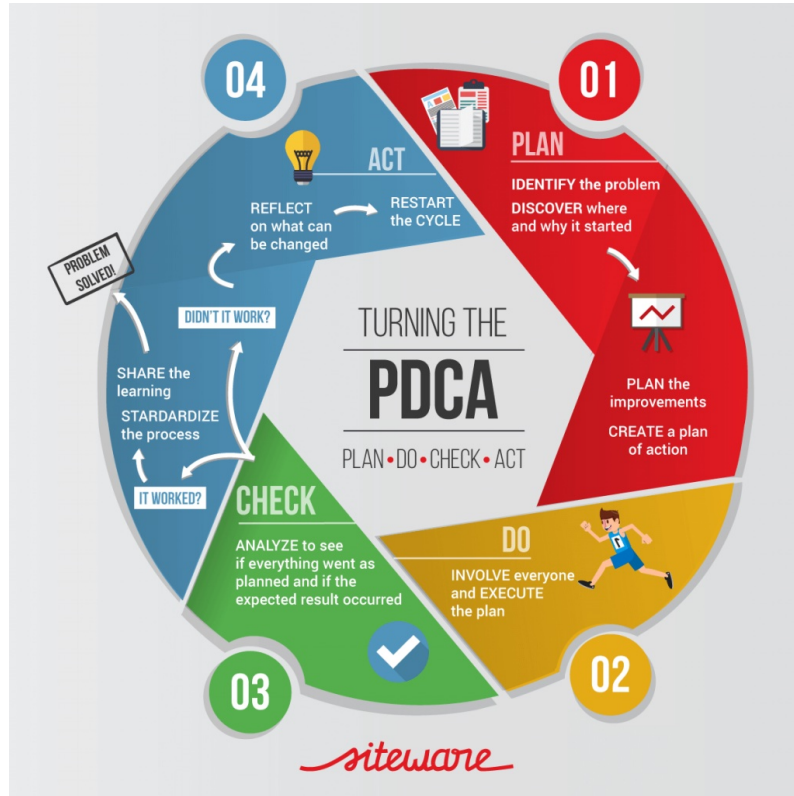 04
01
ACT
PLAN
REFLECT
on what can
be changed
RESTART
the CYCLE
IDENTIFY the problem
DISCOVER where
and why it started
PROBLEM
SOLVED!
DIDN'T IT WORK?
SHARE the
learning
STARDARDIZE
the process
IT WORKED?
TURNING THE
PDCA
PLAN • DO • CHECK • ACT
PLAN the
improvements
CREATE a plan
of action
CHECK
ANALYZE to see
if everything went as
planned and if the
expected result occurred
DO
INVOLVE everyone
and EXECUTE
the plan
1
03
02
siteware